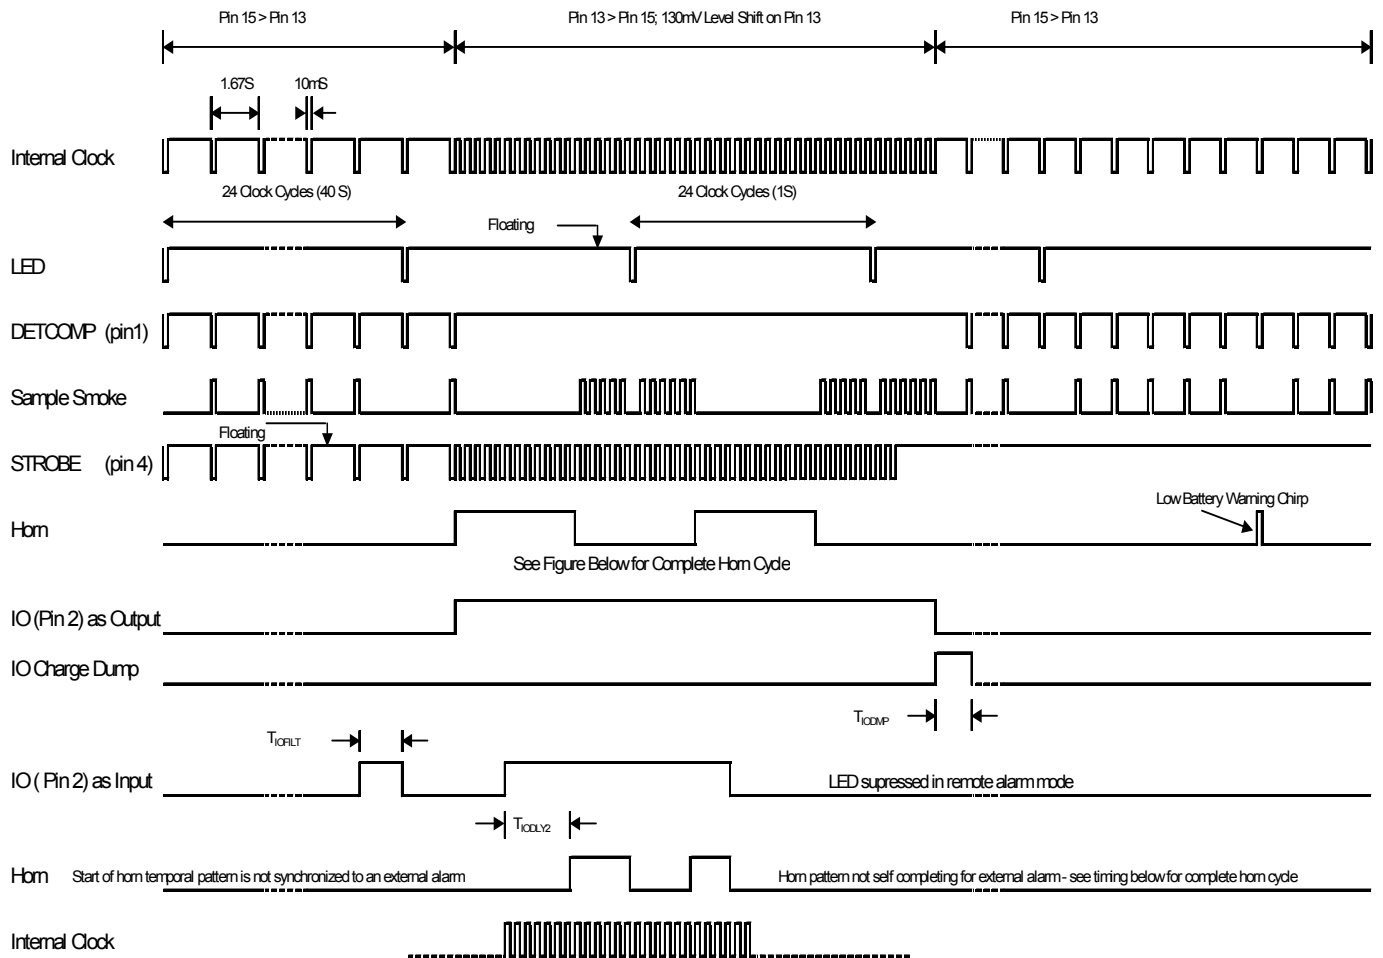 Pin 15 > Pin 13
Pin 13 > Pin 15; 130mV Level Shift on Pin 13
Pin 15 > Pin 13
1.67S
10mS
Internal Clock
24 Clock Cycles (40 S)
24 Clock Cycles (1S)
Floating
LED
DETCOMP (pin1)
Sample Smoke
Floating
STROBE (pin 4)
Low Battery Warning Chirp
Horn
See Figure Below for Complete Horn Cycle
IO (Pin 2) as Output
IO Charge Dump
TIODMP
TIOFILT
IO ( Pin 2) as Input
LED supressed in remote alarm mode
TIODLY2
Horn
Start of horn temporal pattern is not synchronized to an external alarm
Horn pattern not self completing for external alarm - see timing below for complete horn cycle
Internal Clock